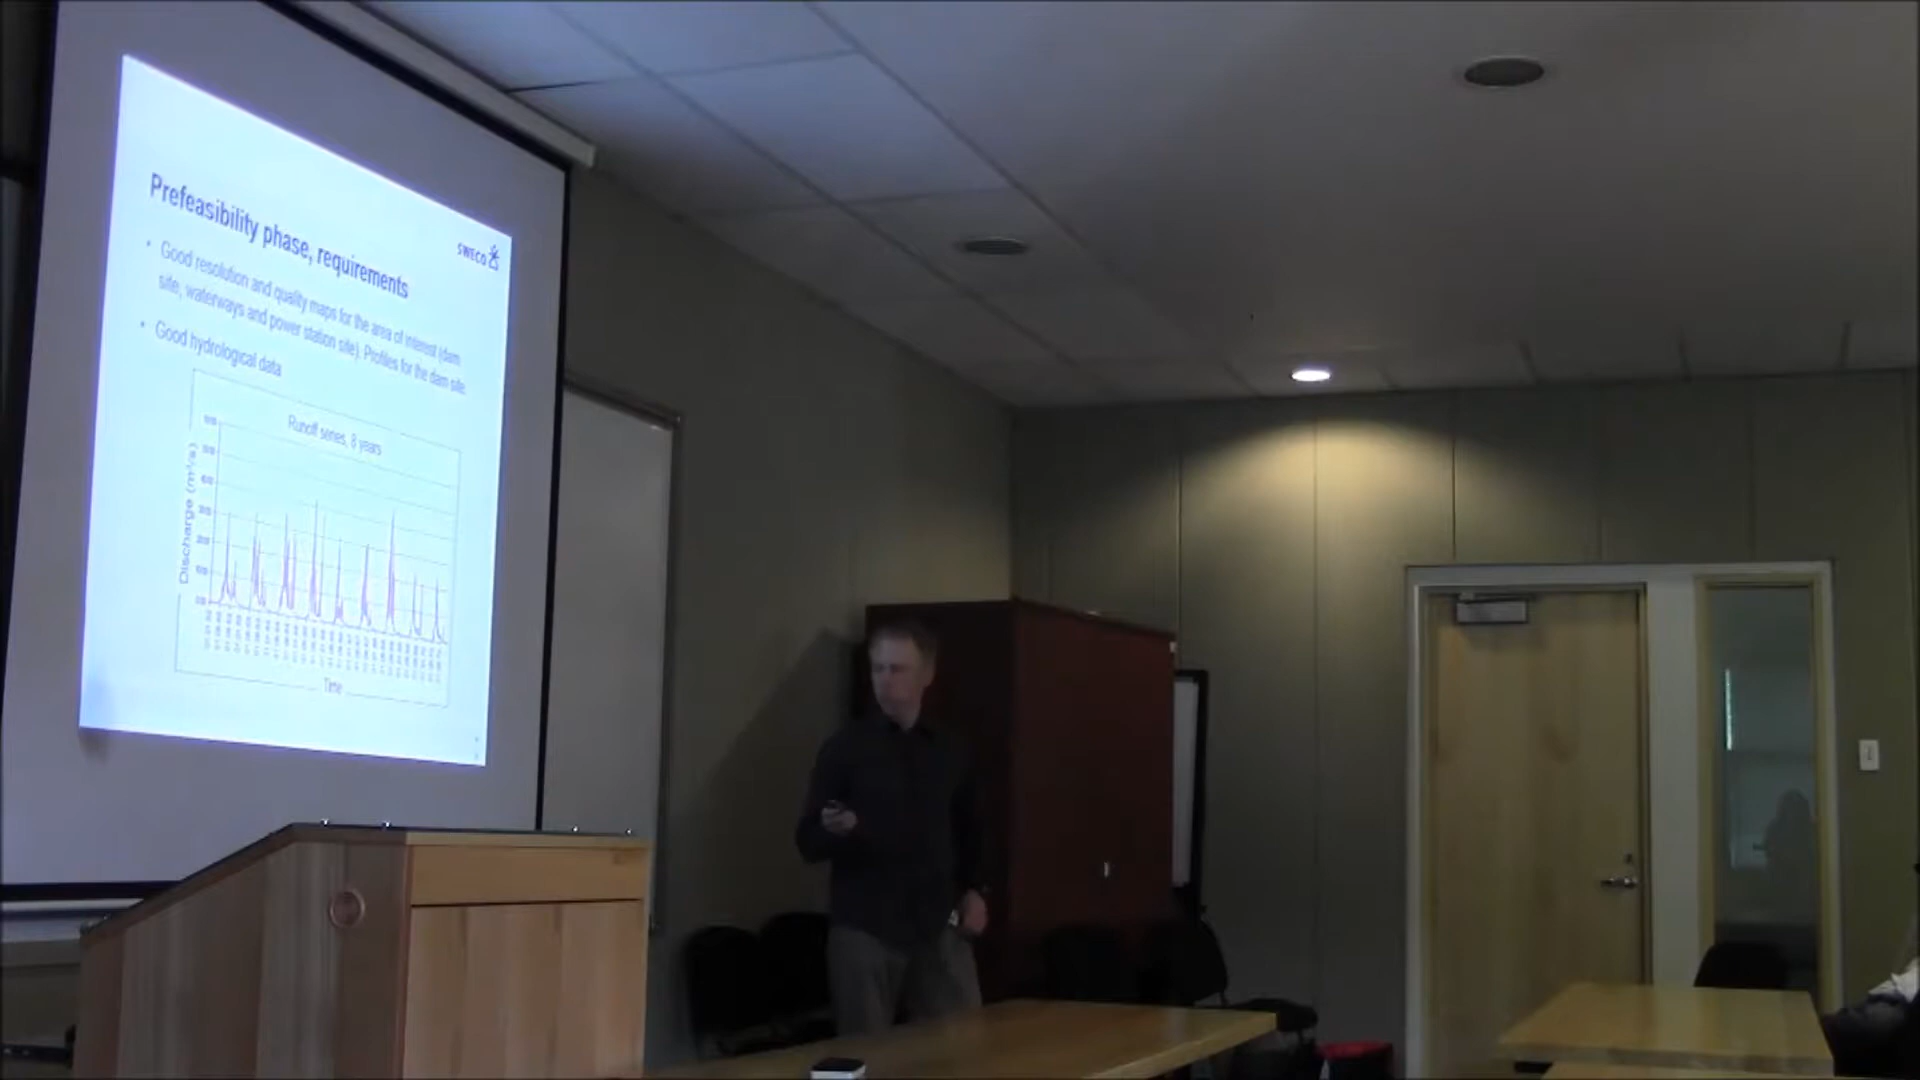 Prefeasibility phase, requirements
SWECO
• Good resolution and quality maps for the area of interest (dam
site, waterways and power station site). Profiles for the dam site.
• Good hydrological data
Runoff series, 8 years
Discharge (m³/s)
Time